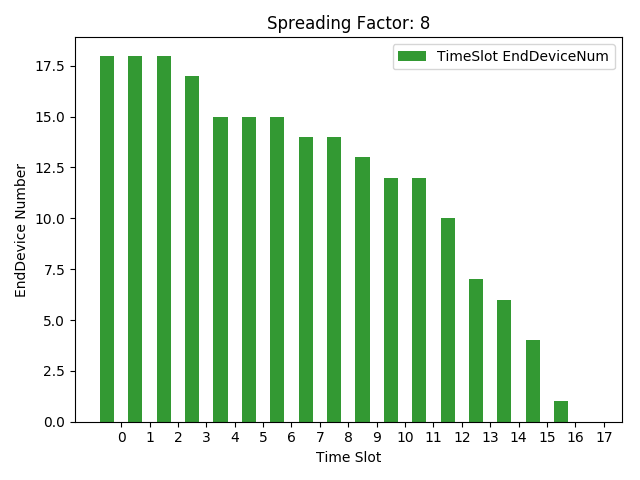 Spreading Factor: 8
TimeSlot EndDeviceNum
EndDevice Number
17.5
15.0
12.5
10.0
7.5
5.0
2.5
0.0
0 1 2 3 4 5 6 7 8 9 10 11 12 13 14 15 16 17
Time Slot